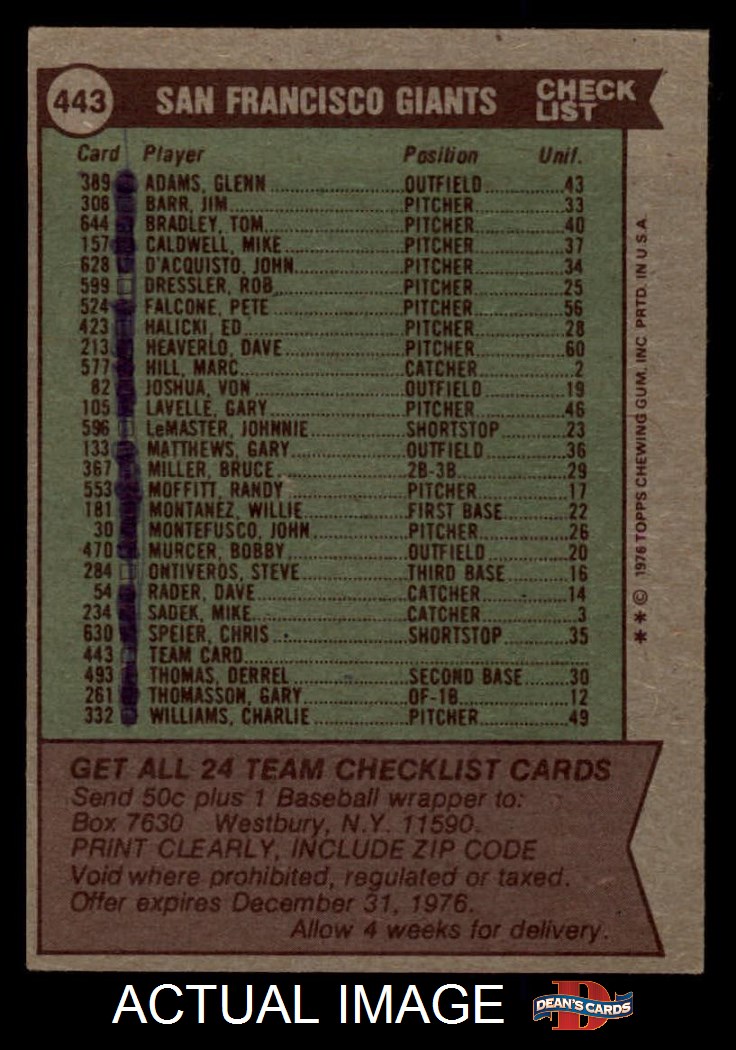 443 SAN FRANCISCO GIANTS CHECK LIST
Card Player Position Unif.
389 ADAMS, GLENN OUTFIELD 43
308 BARR, JIM PITCHER 33
644 BRADLEY, TOM PITCHER 40
157 CALDWELL, MIKE PITCHER 37
628 D'ACQUISTO, JOHN PITCHER 34
599 DRESSLER, ROB PITCHER 25
524 FALCONE, PETE PITCHER 56
423 HALICKI, ED PITCHER 28
213 HEAVERLO, DAVE PITCHER 60
577 HILL, MARC CATCHER 2
82 JOSHUA, VON OUTFIELD 19
105 LAVELLE, GARY PITCHER 46
596 LeMASTER, JOHNNIE SHORTSTOP 23
133 MATTHEWS, GARY OUTFIELD 36
367 MILLER, BRUCE 2B-3B 29
553 MOFFITT, RANDY PITCHER 17
181 MONTANEZ, WILLIE FIRST BASE 22
30 MONTEFUSCO, JOHN PITCHER 26
470 MURCER, BOBBY OUTFIELD 20
284 ONTIVEROS, STEVE THIRD BASE 16
54 RADER, DAVE CATCHER 14
234 SADEK, MIKE CATCHER 3
630 SPEIER, CHRIS SHORTSTOP 35
443 TEAM CARD
493 THOMAS, DERREL SECOND BASE 30
261 THOMASSON, GARY OF-1B 12
332 WILLIAMS, CHARLIE PITCHER 49
GET ALL 24 TEAM CHECKLIST CARDS
Send 50c plus 1 Baseball wrapper to:
Box 7630 Westbury, N.Y. 11590.
PRINT CLEARLY, INCLUDE ZIP CODE
Void where prohibited, regulated or taxed.
Offer expires December 31, 1976.
Allow 4 weeks for delivery.
** © 1976 TOPPS CHEWING GUM, INC. PRTD. IN U.S.A.
ACTUAL IMAGE
D DEAN'S CARDS